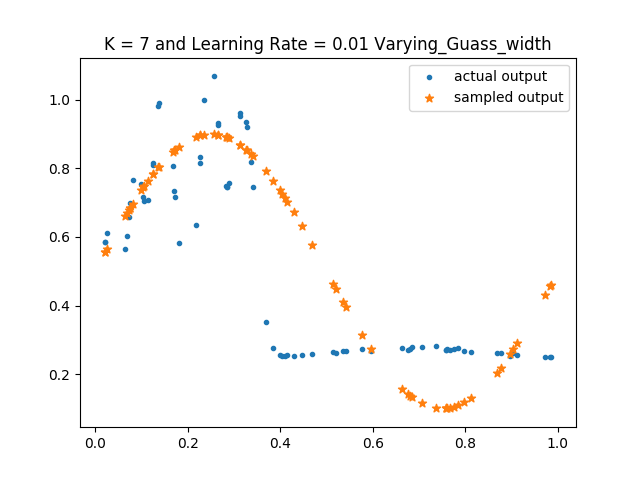 K = 7 and Learning Rate = 0.01 Varying_Guass_width
actual output
sampled output
1.0
0.8
0.6
0.4
0.2
0.0 0.2 0.4 0.6 0.8 1.0